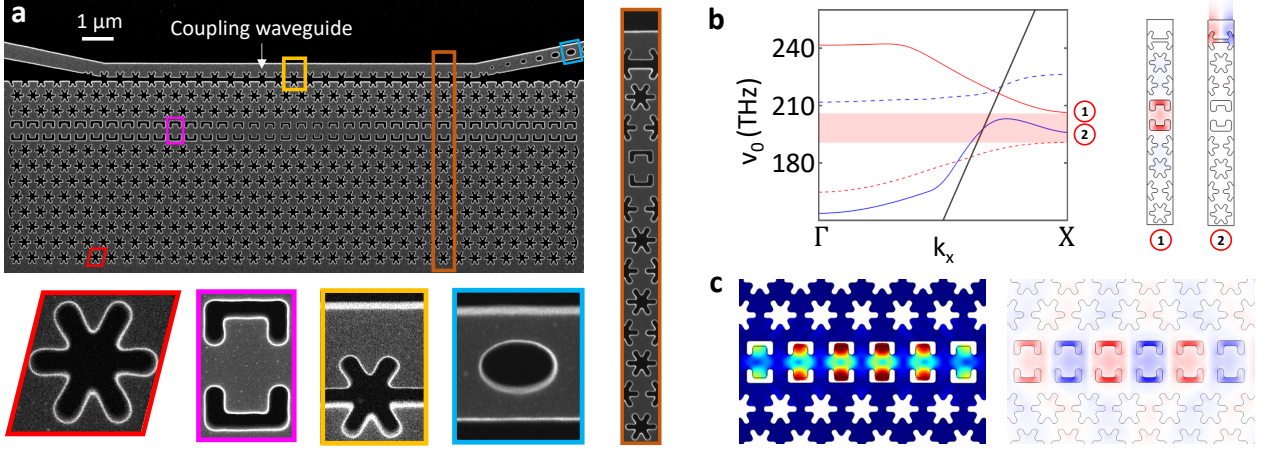 a
1 μm
Coupling waveguide
b
ν₀ (THz)
240
210
180
Γ
kₓ
X
1
2
1
2
c